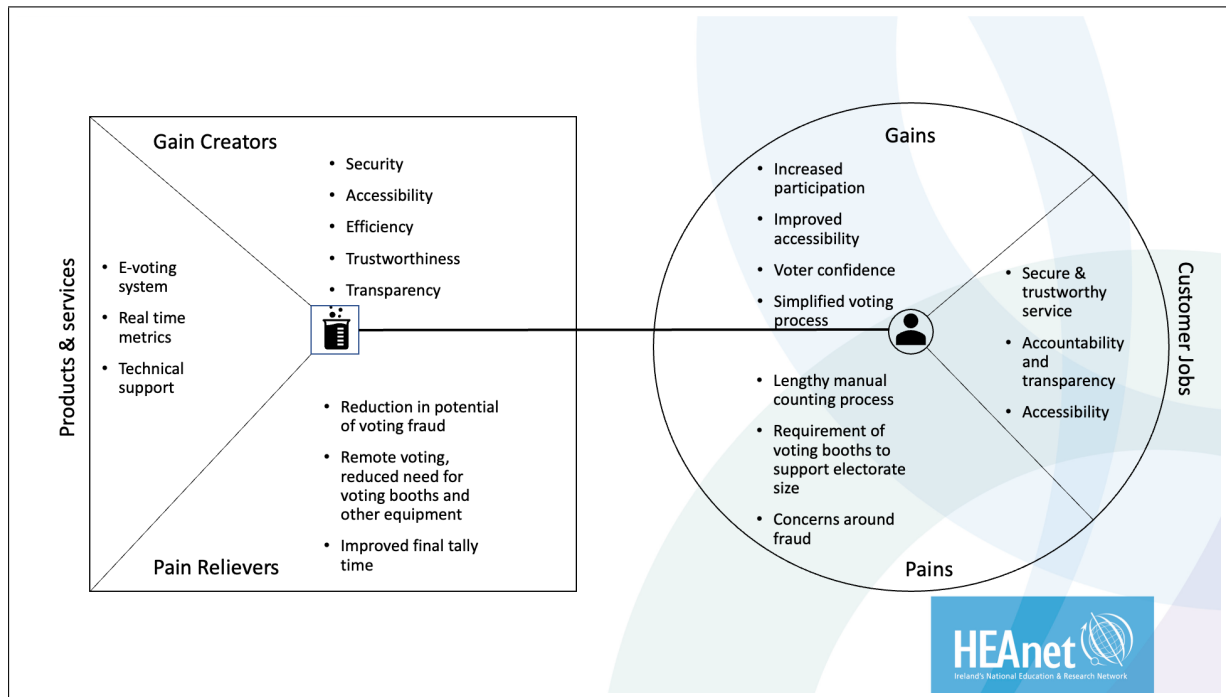 Products & services
Gain Creators
• Security
• Accessibility
• Efficiency
• Trustworthiness
• Transparency
• E-voting
system
• Real time
metrics
• Technical
support
• Reduction in potential
of voting fraud
• Remote voting,
reduced need for
voting booths and
other equipment
• Improved final tally
time
Pain Relievers
Gains
• Increased
participation
• Improved
accessibility
• Voter confidence
• Simplified voting
process
• Secure &
trustworthy
service
• Accountability
and
transparency
• Accessibility
Customer Jobs
• Lengthy manual
counting process
• Requirement of
voting booths to
support electorate
size
• Concerns around
fraud
Pains
HEAnet
Ireland's National Education & Research Network